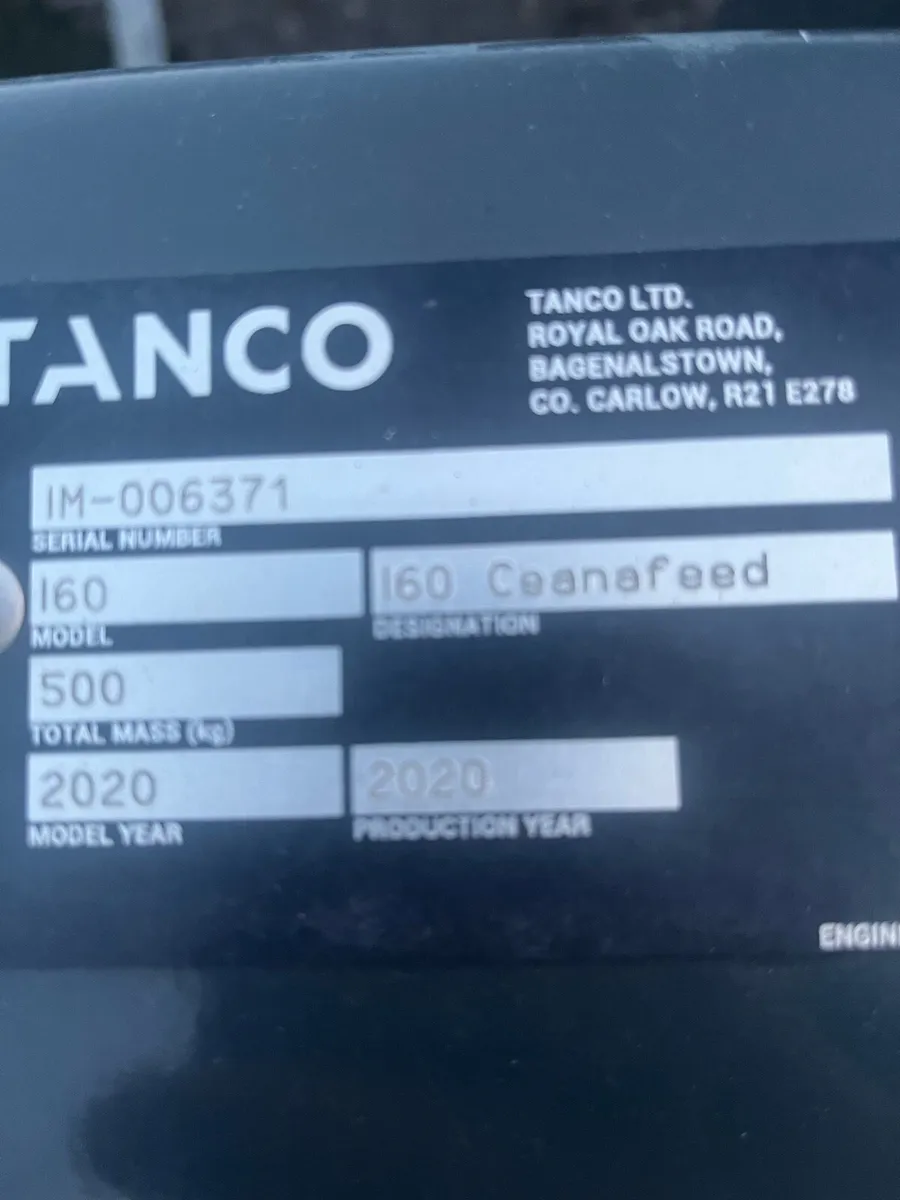 TANCO
TANCO LTD.
ROYAL OAK ROAD,
BAGENALSTOWN,
CO. CARLOW, R21 E278
IM-006371
SERIAL NUMBER
I60
MODEL
I60 Ceanafeed
DESIGNATION
500
TOTAL MASS (kg)
2020
MODEL YEAR
2020
PRODUCTION YEAR